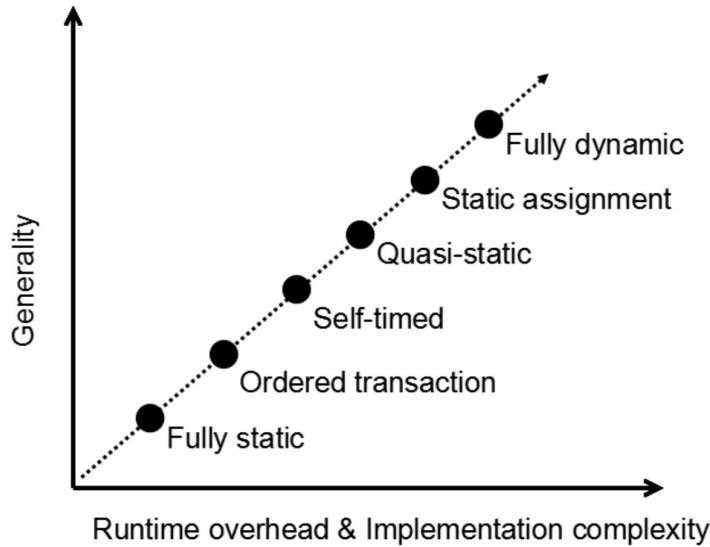 Generality
Fully dynamic
Static assignment
Quasi-static
Self-timed
Ordered transaction
Fully static
Runtime overhead & Implementation complexity